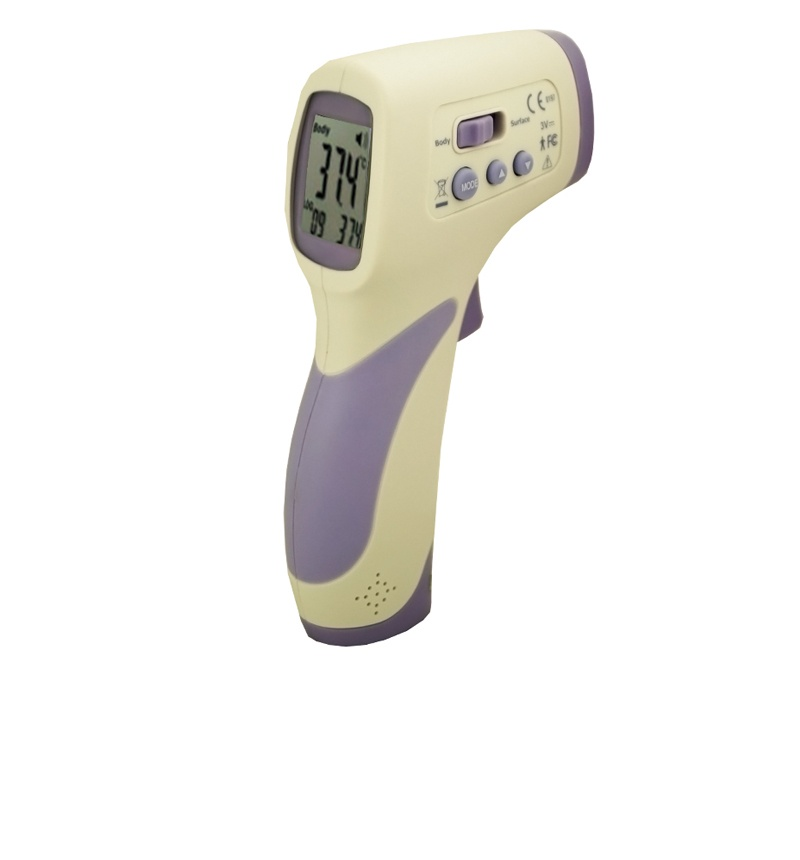 Body
37.4°C
LOG
09 37.4
Body
Surface
CE
3V
FC
MODE